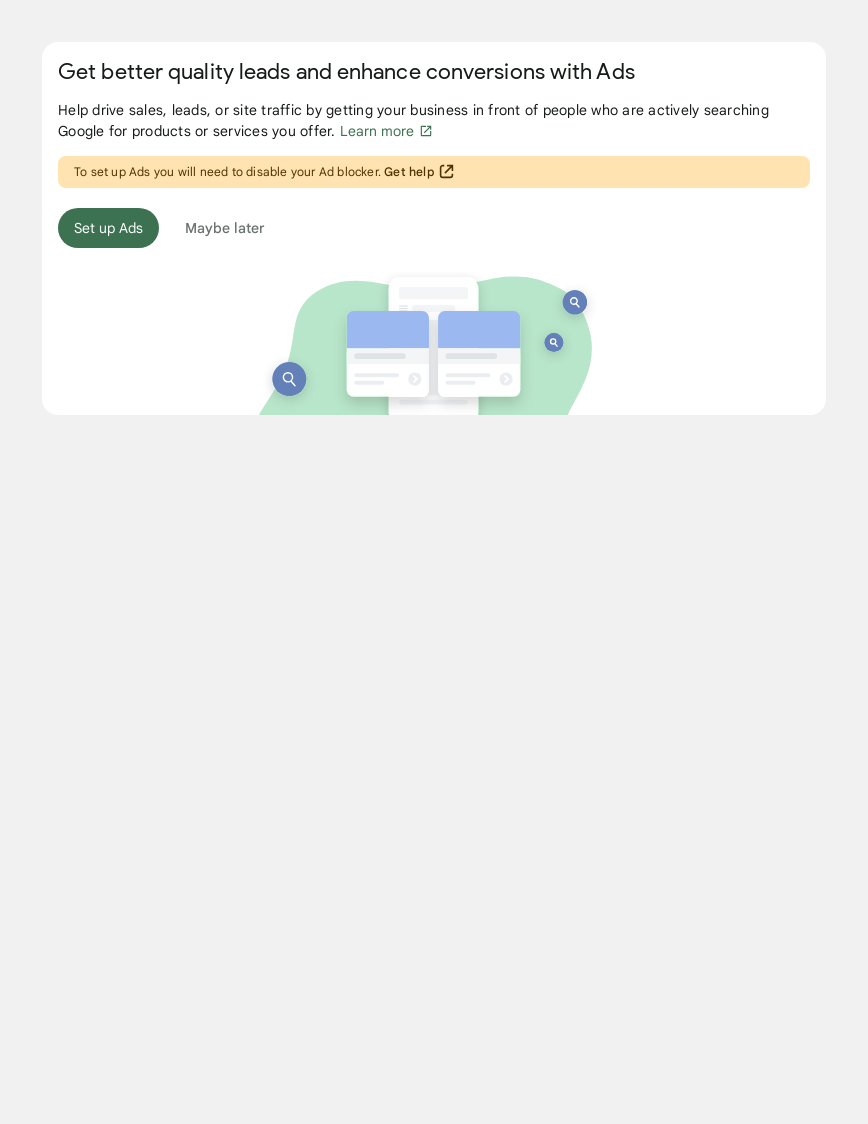 Get better quality leads and enhance conversions with Ads
Help drive sales, leads, or site traffic by getting your business in front of people who are actively searching
Google for products or services you offer. Learn more
To set up Ads you will need to disable your Ad blocker. Get help
Set up Ads
Maybe later